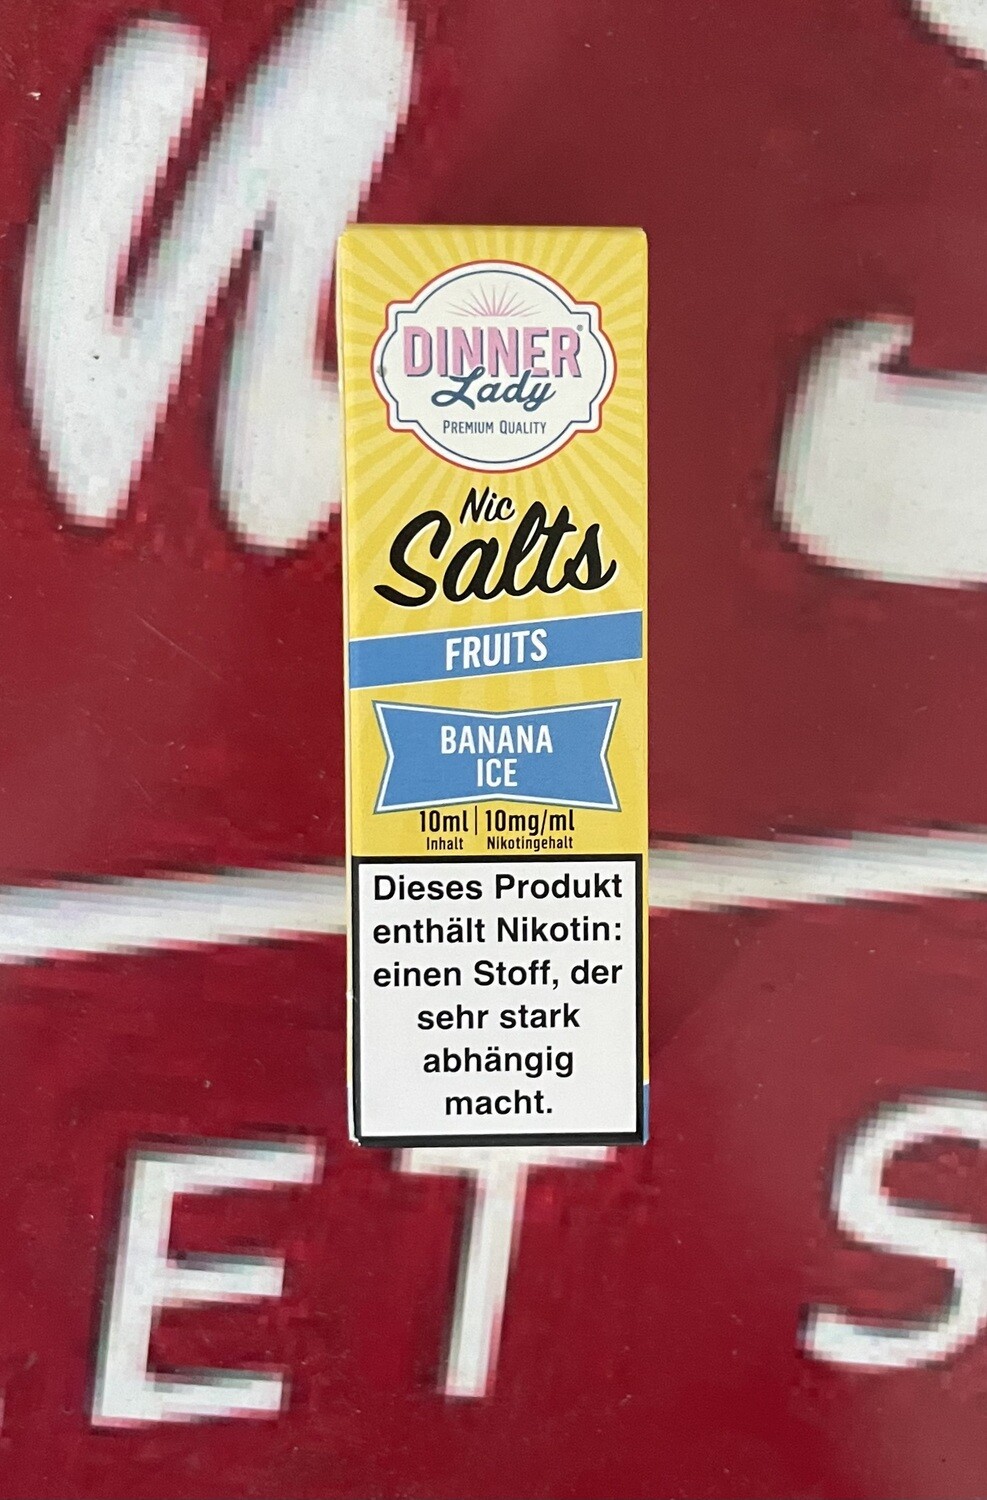 DINNER
Lady
PREMIUM QUALITY
Nic
Salts
FRUITS
BANANA
ICE
10ml | 10mg/ml
Inhalt Nikotingehalt
Dieses Produkt
enthält Nikotin:
einen Stoff, der
sehr stark
abhängig
macht.
ET S